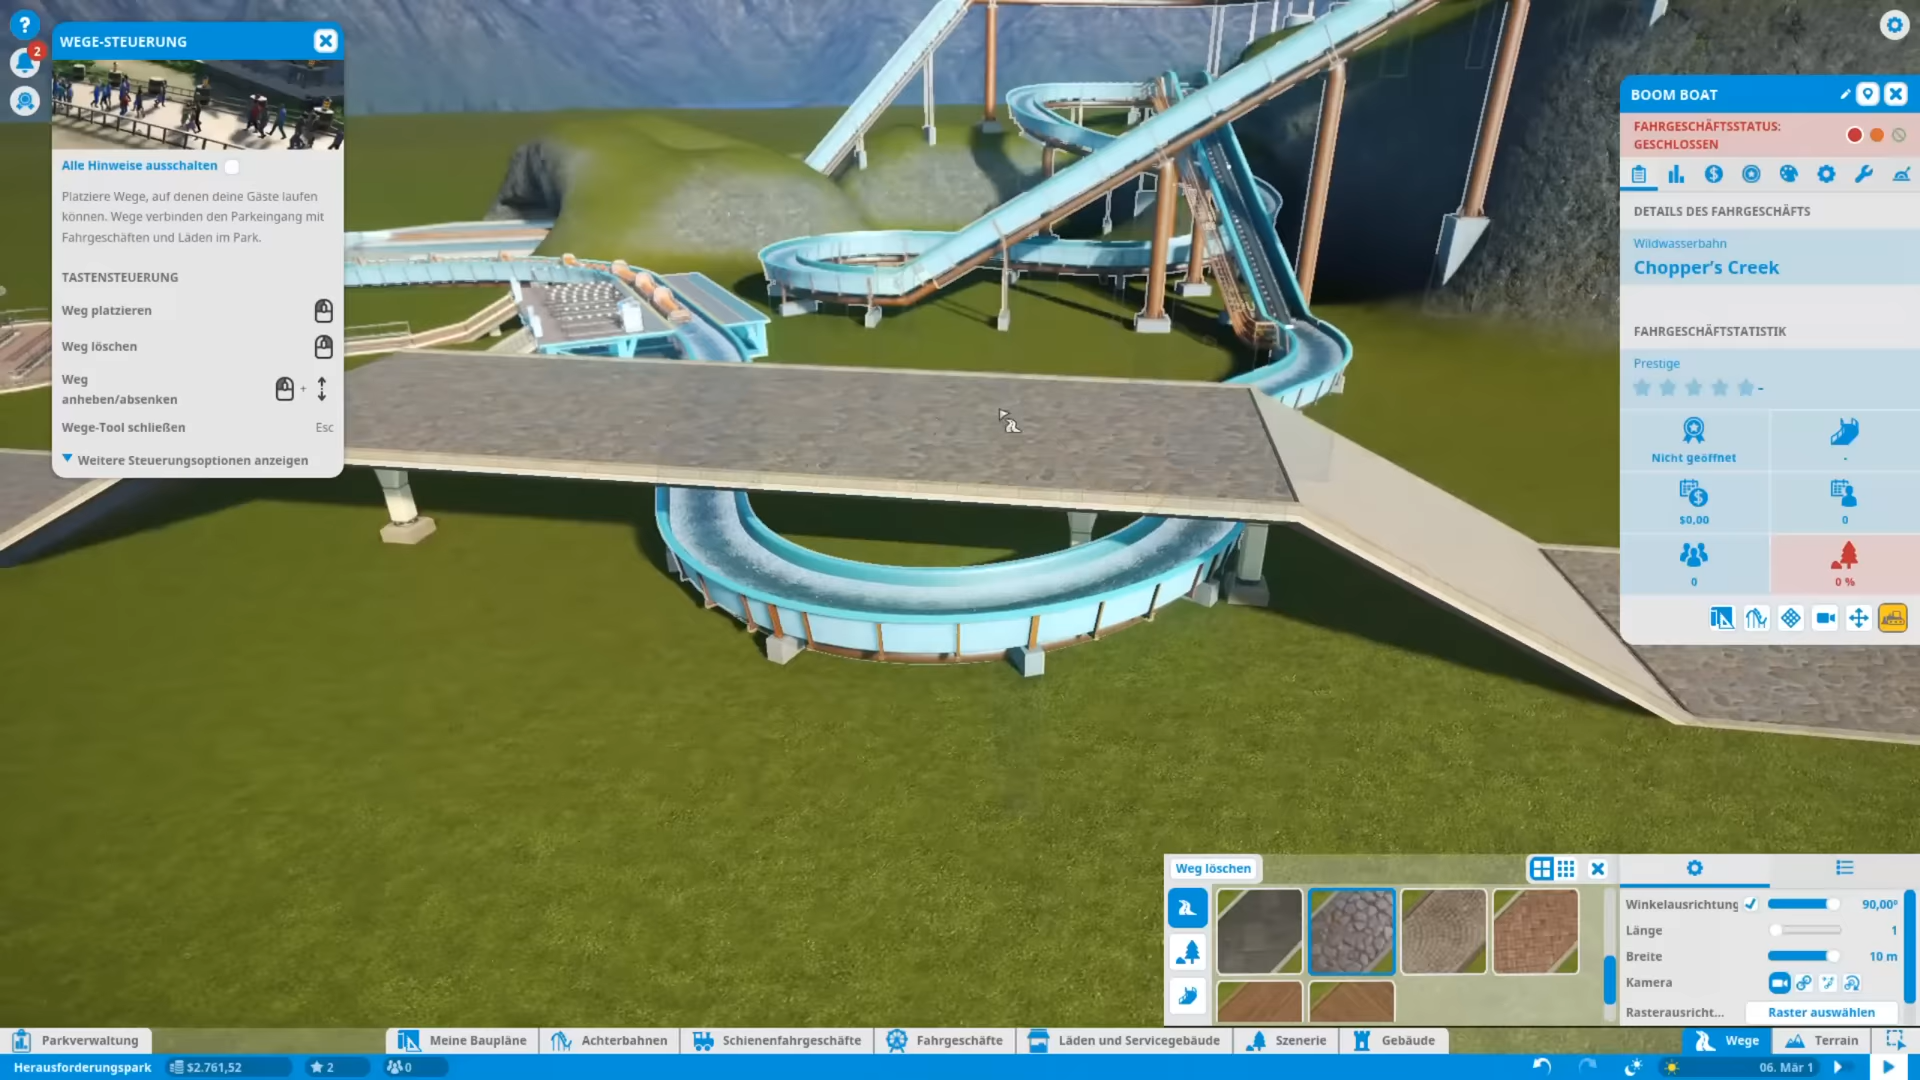 ?
2
WEGE-STEUERUNG
Alle Hinweise ausschalten
Platziere Wege, auf denen deine Gäste laufen
können. Wege verbinden den Parkeingang mit
Fahrgeschäften und Läden im Park.
TASTENSTEUERUNG
Weg platzieren
Weg löschen
Weg
anheben/absenken
+
Wege-Tool schließen
Esc
Weitere Steuerungsoptionen anzeigen
BOOM BOAT
FAHRGESCHÄFTSSTATUS:
GESCHLOSSEN
DETAILS DES FAHRGESCHÄFTS
Wildwasserbahn
Chopper's Creek
FAHRGESCHÄFTSTATISTIK
Prestige
-
Nicht geöffnet
-
$0,00
0
0
0 %
Weg löschen
Winkelausrichtung
90,00°
Länge
1
Breite
10 m
Kamera
Rasterausricht...
Raster auswählen
Parkverwaltung
Meine Baupläne
Achterbahnen
Schienenfahrgeschäfte
Fahrgeschäfte
Läden und Servicegebäude
Szenerie
Gebäude
Wege
Terrain
Herausforderungspark
$2.761,52
2
0
06. Mär 1